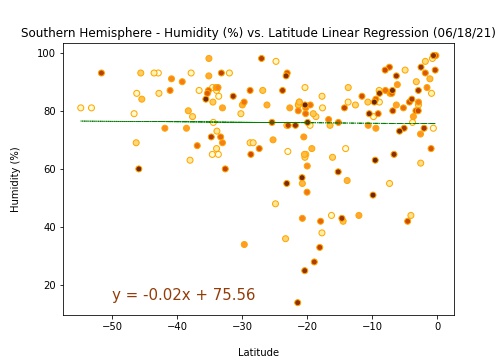 Southern Hemisphere - Humidity (%) vs. Latitude Linear Regression (06/18/21)
100
80
60
40
20
Humidity (%)
y = -0.02x + 75.56
−50
−40
−30
−20
−10
0
Latitude